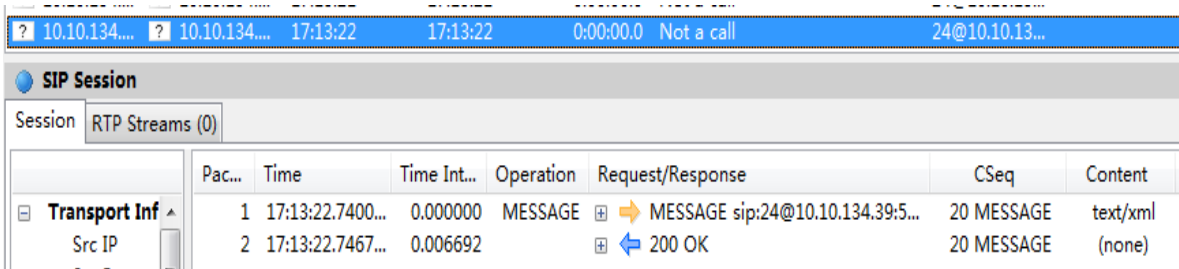 ? 10.10.134.... ? 10.10.134.... 17:13:22 17:13:22 0:00:00.0 Not a call 24@10.10.13...
SIP Session
Session RTP Streams (0)
Pac... Time Time Int... Operation Request/Response CSeq Content
Transport Inf 1 17:13:22.7400... 0.000000 MESSAGE MESSAGE sip:24@10.10.134.39:5... 20 MESSAGE text/xml
Src IP 2 17:13:22.7467... 0.006692 200 OK 20 MESSAGE (none)